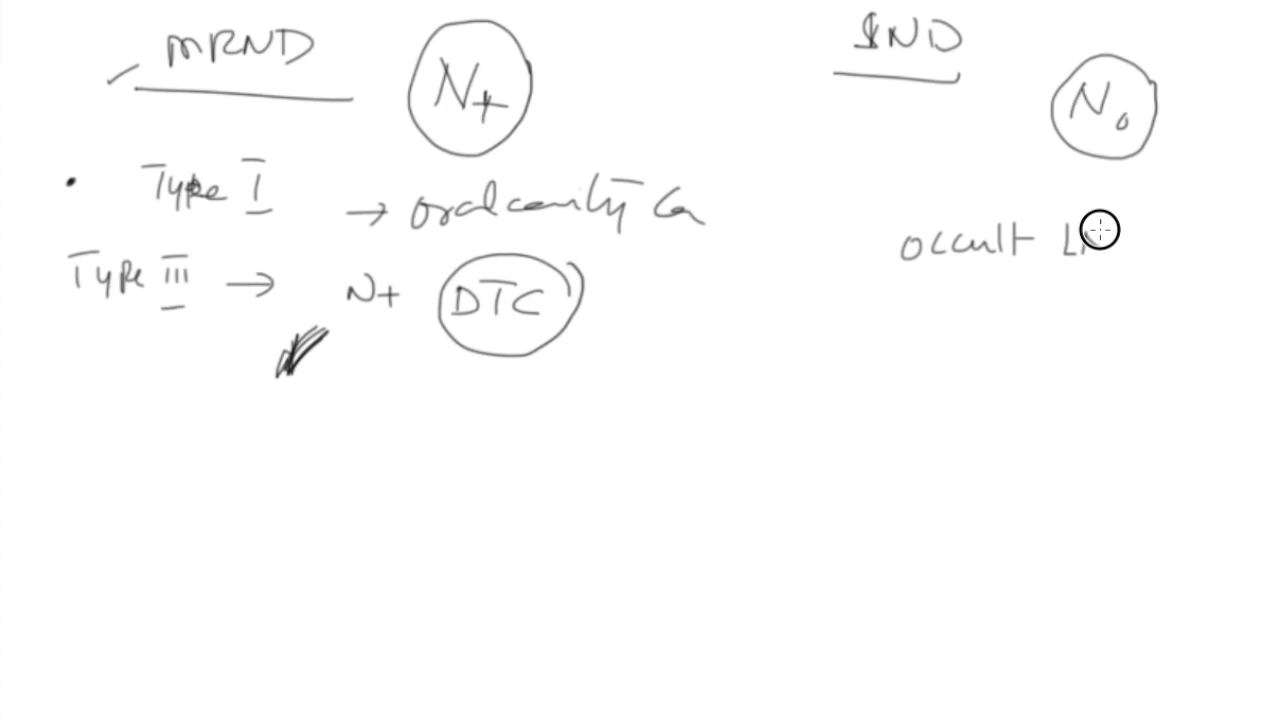 MRND N+
Type I → oral cavity Ca
Type III → N+ DTC
SND
N0
occult